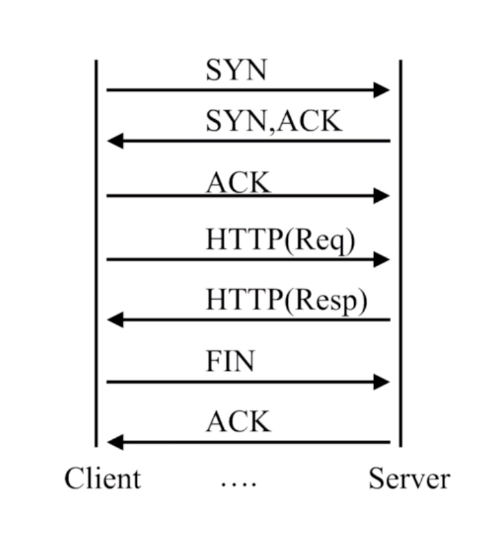 SYN
SYN,ACK
ACK
HTTP(Req)
HTTP(Resp)
FIN
ACK
Client .... Server